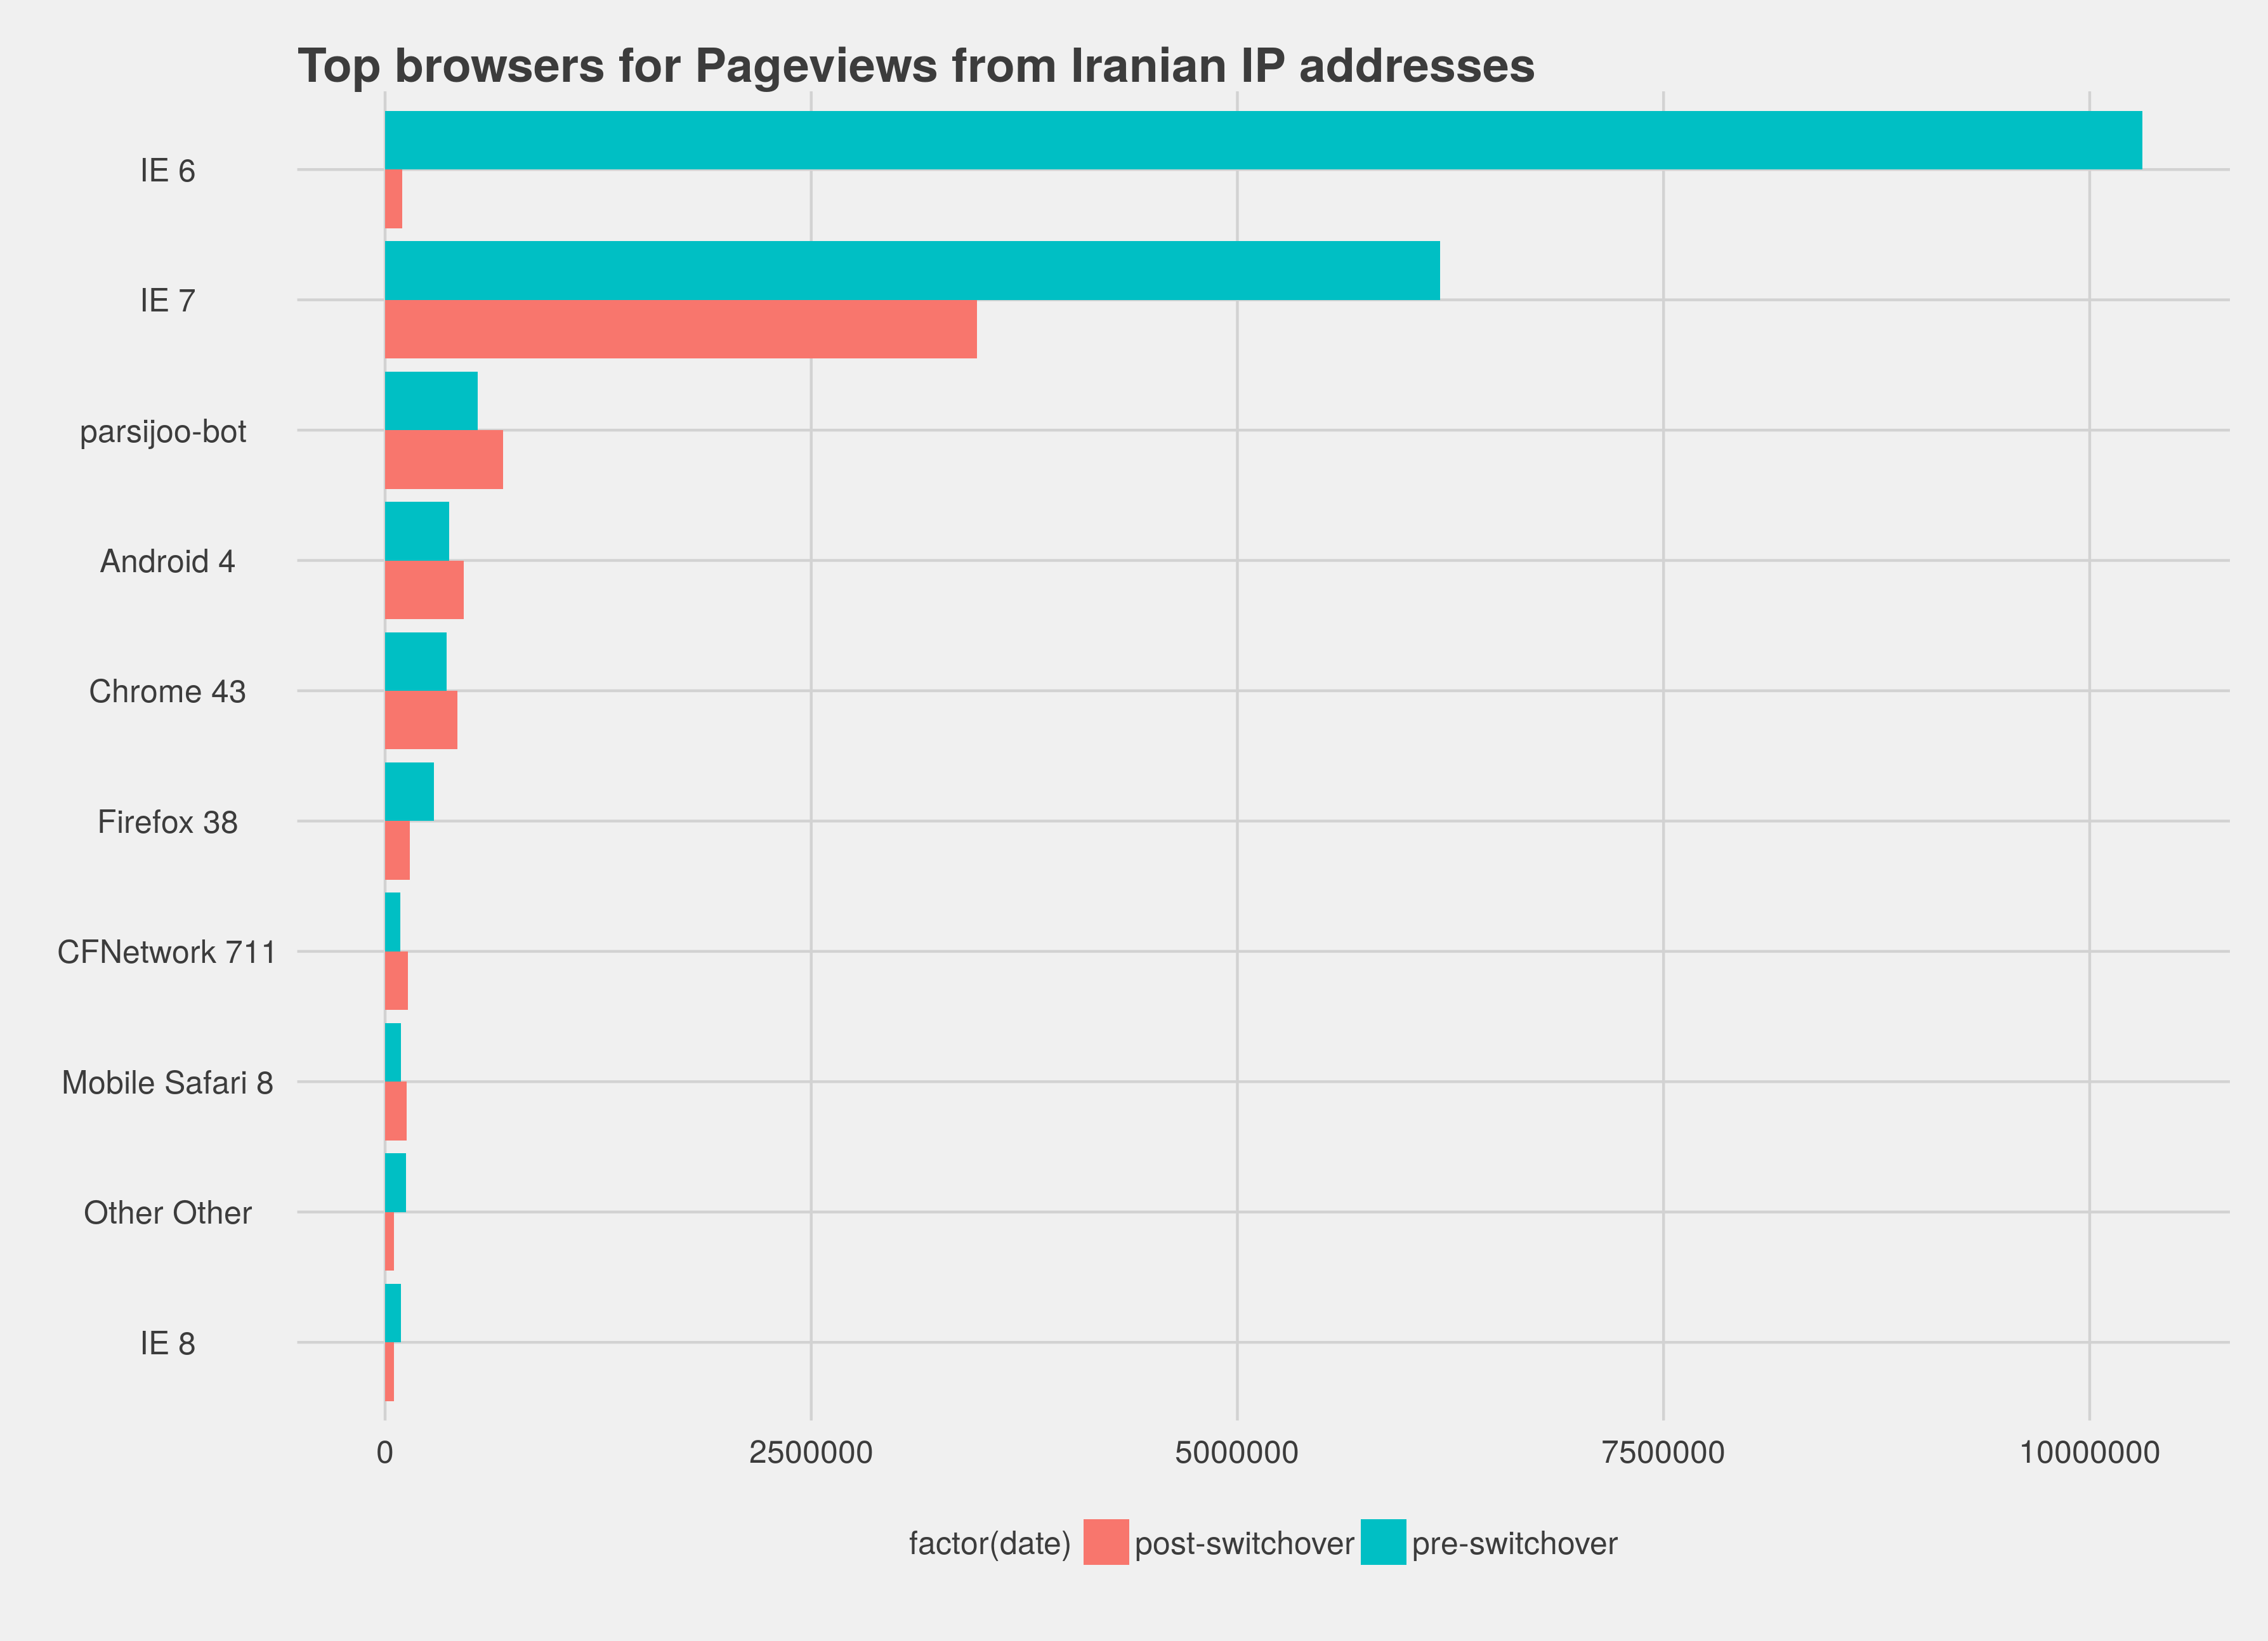 Top browsers for Pageviews from Iranian IP addresses
IE 6
IE 7
parsijoo-bot
Android 4
Chrome 43
Firefox 38
CFNetwork 711
Mobile Safari 8
Other Other
IE 8
0 2500000 5000000 7500000 10000000
factor(date) post-switchover pre-switchover